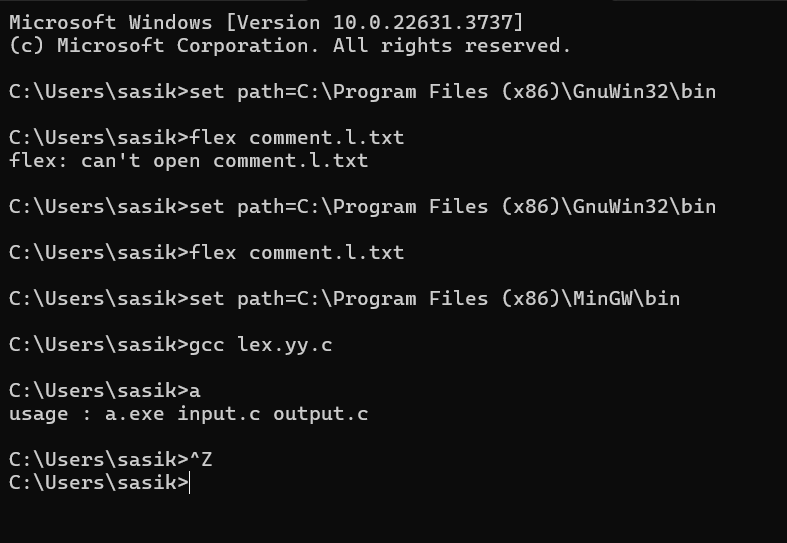 Microsoft Windows [Version 10.0.22631.3737]
(c) Microsoft Corporation. All rights reserved.
C:\Users\sasik>set path=C:\Program Files (x86)\GnuWin32\bin
C:\Users\sasik>flex comment.l.txt
flex: can't open comment.l.txt
C:\Users\sasik>set path=C:\Program Files (x86)\GnuWin32\bin
C:\Users\sasik>flex comment.l.txt
C:\Users\sasik>set path=C:\Program Files (x86)\MinGW\bin
C:\Users\sasik>gcc lex.yy.c
C:\Users\sasik>a
usage : a.exe input.c output.c
C:\Users\sasik>^Z
C:\Users\sasik>